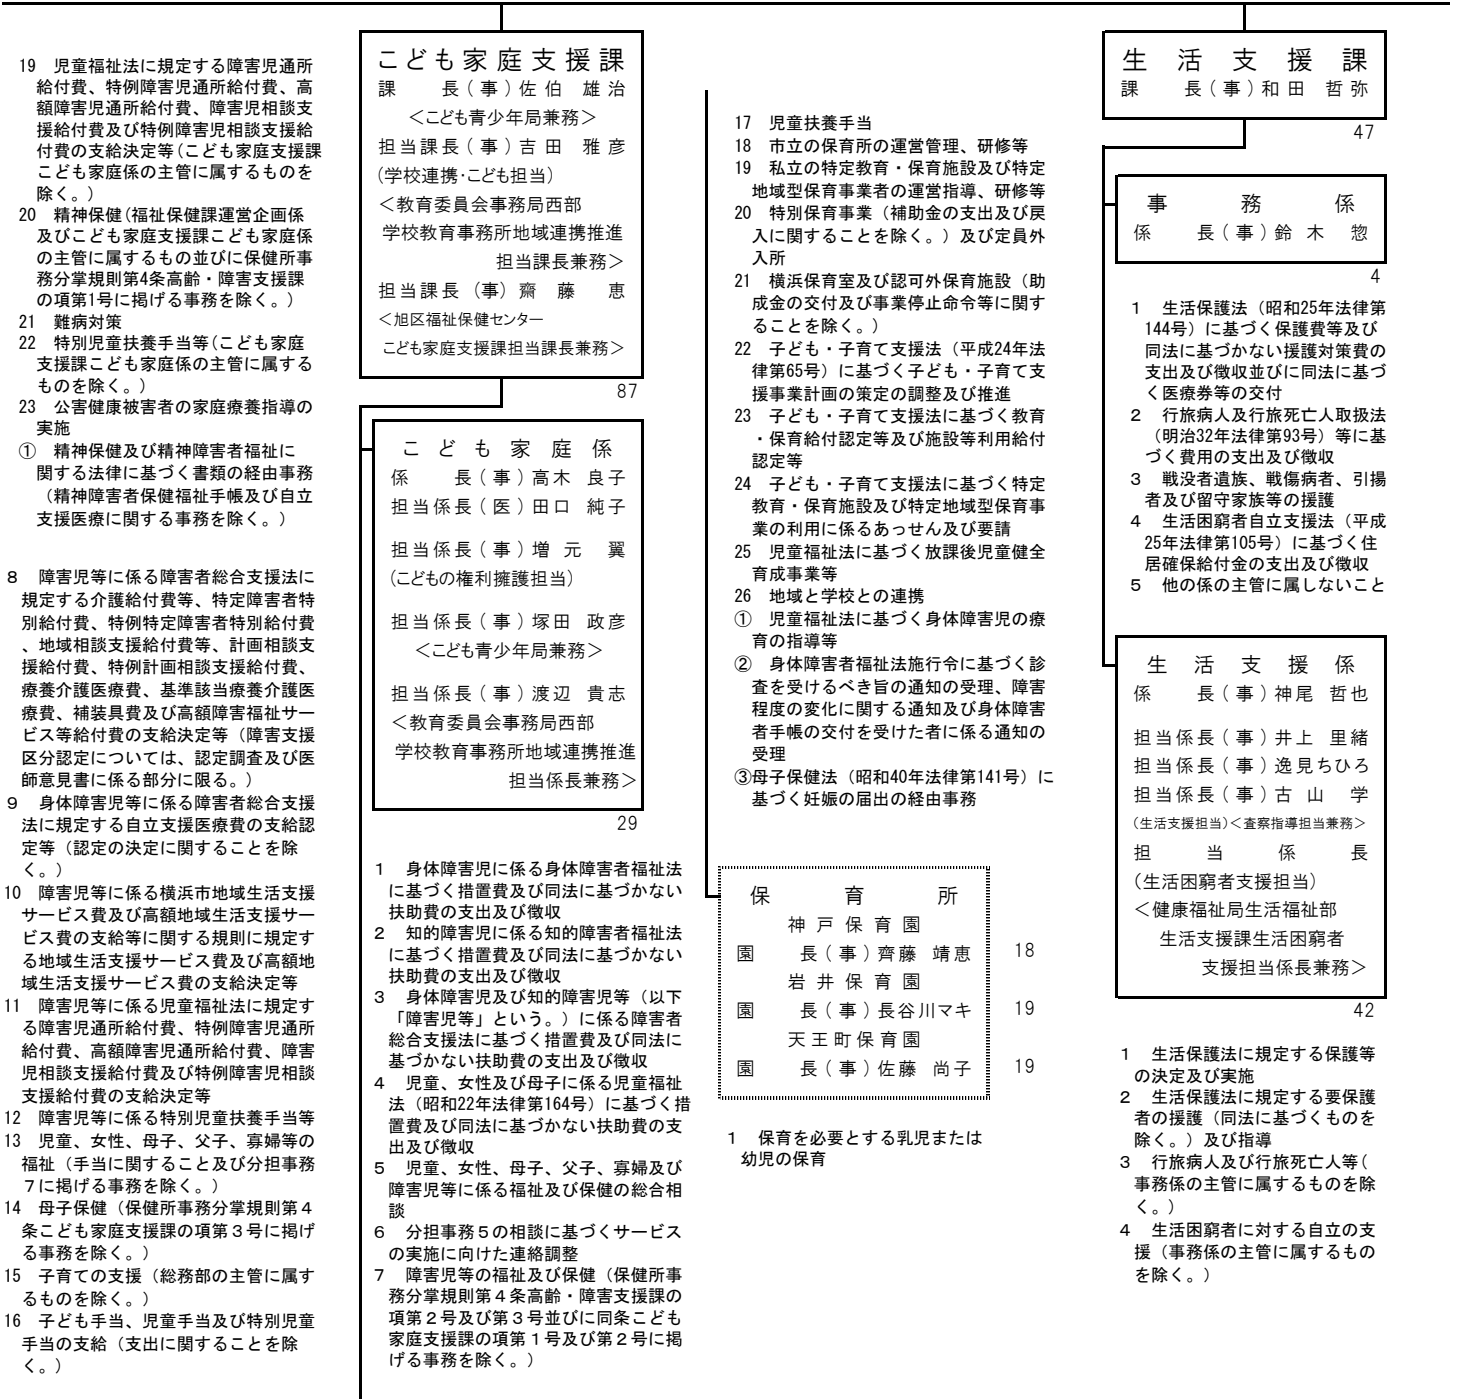 19　児童福祉法に規定する障害児通所
給付費、特例障害児通所給付費、高
額障害児通所給付費、障害児相談支
援給付費及び特例障害児相談支援給
付費の支給決定等(こども家庭支援課
こども家庭係の主管に属するものを
除く。)
20　精神保健(福祉保健課運営企画係
及びこども家庭支援課こども家庭係
の主管に属するもの並びに保健所事
務分掌規則第4条高齢・障害支援課
の項第1号に掲げる事務を除く。)
21　難病対策
22　特別児童扶養手当等(こども家庭
支援課こども家庭係の主管に属する
ものを除く。)
23　公害健康被害者の家庭療養指導の
実施
①　精神保健及び精神障害者福祉に
関する法律に基づく書類の経由事務
(精神障害者保健福祉手帳及び自立
支援医療に関する事務を除く。)
８　障害児等に係る障害者総合支援法に
規定する介護給付費等、特定障害者特
別給付費、特例特定障害者特別給付費
、地域相談支援給付費等、計画相談支
援給付費、特例計画相談支援給付費、
療養介護医療費、基準該当療養介護医
療費、補装具費及び高額障害福祉サー
ビス等給付費の支給決定等（障害支援
区分認定については、認定調査及び医
師意見書に係る部分に限る。）
９　身体障害児等に係る障害者総合支援
法に規定する自立支援医療費の支給認
定等（認定の決定に関することを除
く。）
10　障害児等に係る横浜市地域生活支援
サービス費及び高額地域生活支援サー
ビス費の支給等に関する規則に規定す
る地域生活支援サービス費及び高額地
域生活支援サービス費の支給決定等
11　障害児等に係る児童福祉法に規定す
る障害児通所給付費、特例障害児通所
給付費、高額障害児通所給付費、障害
児相談支援給付費及び特例障害児相談
支援給付費の支給決定等
12　障害児等に係る特別児童扶養手当等
13　児童、女性、母子、父子、寡婦等の
福祉（手当に関すること及び分担事務
７に掲げる事務を除く。）
14　母子保健（保健所事務分掌規則第４
条こども家庭支援課の項第３号に掲げ
る事務を除く。）
15　子育ての支援（総務部の主管に属す
るものを除く。）
16　子ども手当、児童手当及び特別児童
手当の支給（支出に関することを除
く。）
こども家庭支援課
課　　長(事)佐伯　雄治
＜こども青少年局兼務＞
担当課長(事)吉田　雅彦
(学校連携･こども担当)
＜教育委員会事務局西部
学校教育事務所地域連携推進
担当課長兼務＞
担当課長 (事) 齋　藤　　恵
＜旭区福祉保健センター
こども家庭支援課担当課長兼務＞
87
こども家庭係
係　　長(事)高木　良子
担当係長(医)田口　純子
担当係長(事)増　元　　翼
(こどもの権利擁護担当)
担当係長(事)塚田　政彦
＜こども青少年局兼務＞
担当係長(事)渡辺　貴志
＜教育委員会事務局西部
学校教育事務所地域連携推進
担当係長兼務＞
29
１　身体障害児に係る身体障害者福祉法
に基づく措置費及び同法に基づかない
扶助費の支出及び徴収
２　知的障害児に係る知的障害者福祉法
に基づく措置費及び同法に基づかない
扶助費の支出及び徴収
３　身体障害児及び知的障害児等（以下
「障害児等」という。）に係る障害者
総合支援法に基づく措置費及び同法に
基づかない扶助費の支出及び徴収
４　児童、女性及び母子に係る児童福祉
法（昭和22年法律第164号）に基づく措
置費及び同法に基づかない扶助費の支
出及び徴収
５　児童、女性、母子、父子、寡婦及び
障害児等に係る福祉及び保健の総合相
談
６　分担事務５の相談に基づくサービス
の実施に向けた連絡調整
７　障害児等の福祉及び保健（保健所事
務分掌規則第４条高齢・障害支援課の
項第２号及び第３号並びに同条こども
家庭支援課の項第１号及び第２号に掲
げる事務を除く。）
17　児童扶養手当
18　市立の保育所の運営管理、研修等
19　私立の特定教育・保育施設及び特定
地域型保育事業者の運営指導、研修等
20　特別保育事業（補助金の支出及び戻
入に関することを除く。）及び定員外
入所
21　横浜保育室及び認可外保育施設（助
成金の交付及び事業停止命令等に関す
ることを除く。）
22　子ども・子育て支援法（平成24年法
律第65号）に基づく子ども・子育て支
援事業計画の策定の調整及び推進
23　子ども・子育て支援法に基づく教育
・保育給付認定等及び施設等利用給付
認定等
24　子ども・子育て支援法に基づく特定
教育・保育施設及び特定地域型保育事
業の利用に係るあっせん及び要請
25　児童福祉法に基づく放課後児童健全
育成事業等
26　地域と学校との連携
①　児童福祉法に基づく身体障害児の療
育の指導等
②　身体障害者福祉法施行令に基づく診
査を受けるべき旨の通知の受理、障害
程度の変化に関する通知及び身体障害
者手帳の交付を受けた者に係る通知の
受理
③母子保健法（昭和40年法律第141号）に
基づく妊娠の届出の経由事務
保　育　所
神戸保育園
園　　長(事)齊藤　靖恵　18
岩井保育園
園　　長(事)長谷川マキ　19
天王町保育園
園　　長(事)佐藤　尚子　19
１　保育を必要とする乳児または
幼児の保育
生活支援課
課　　長(事)和田　哲弥
47
事　務　係
係　　長(事)鈴木　惣
4
１　生活保護法（昭和25年法律第
144号）に基づく保護費等及び
同法に基づかない援護対策費の
支出及び徴収並びに同法に基づ
く医療券等の交付
２　行旅病人及行旅死亡人取扱法
（明治32年法律第93号）等に基
づく費用の支出及び徴収
３　戦没者遺族、戦傷病者、引揚
者及び留守家族等の援護
４　生活困窮者自立支援法（平成
25年法律第105号）に基づく住
居確保給付金の支出及び徴収
５　他の係の主管に属しないこと
生活支援係
係　　長(事)神尾　哲也
担当係長(事)井上　里緒
担当係長(事)逸見ちひろ
担当係長(事)古山　学
(生活支援担当)＜査察指導担当兼務＞
担当係長
(生活困窮者支援担当)
＜健康福祉局生活福祉部
生活支援課生活困窮者
支援担当係長兼務＞
42
１　生活保護法に規定する保護等
の決定及び実施
２　生活保護法に規定する要保護
者の援護（同法に基づくものを
除く。）及び指導
３　行旅病人及び行旅死亡人等(
事務係の主管に属するものを除
く。）
４　生活困窮者に対する自立の支
援（事務係の主管に属するもの
を除く。）